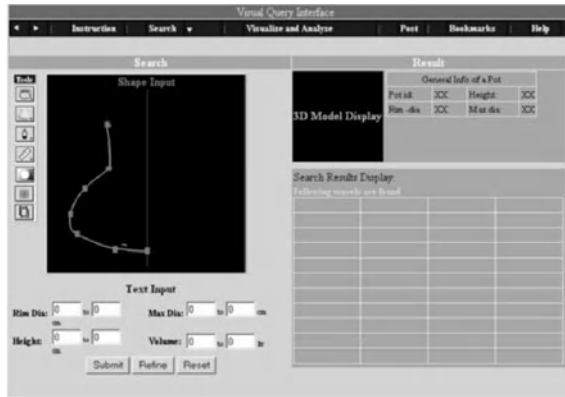 Visual Query Interface
Instruction Search Visualize and Analyze Post Bookmarks Help
Search Result
Tools
Shape Input
General Info of a Pot
Pot id: XX Height: XX
Rim-dia XX Max dia: XX
3D Model Display
Search Results Display:
Following vessels are found
Text Input
Rim Dia: 0 to 0 cm Max Dia: 0 to 0 cm
Height: 0 to 0 cm Volume: 0 to 0 ltr
Submit Refine Reset